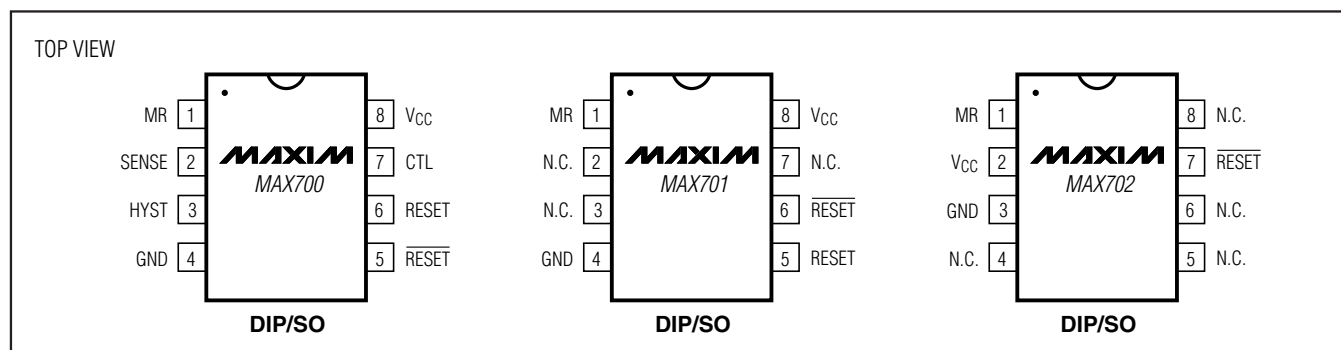 TOP VIEW
MR 1 8 VCC
SENSE 2 7 CTL
HYST 3 6 RESET
GND 4 5 RESET
MAXIM
MAX700
DIP/SO
MR 1 8 VCC
N.C. 2 7 N.C.
N.C. 3 6 RESET
GND 4 5 RESET
MAXIM
MAX701
DIP/SO
MR 1 8 N.C.
VCC 2 7 RESET
GND 3 6 N.C.
N.C. 4 5 N.C.
MAXIM
MAX702
DIP/SO